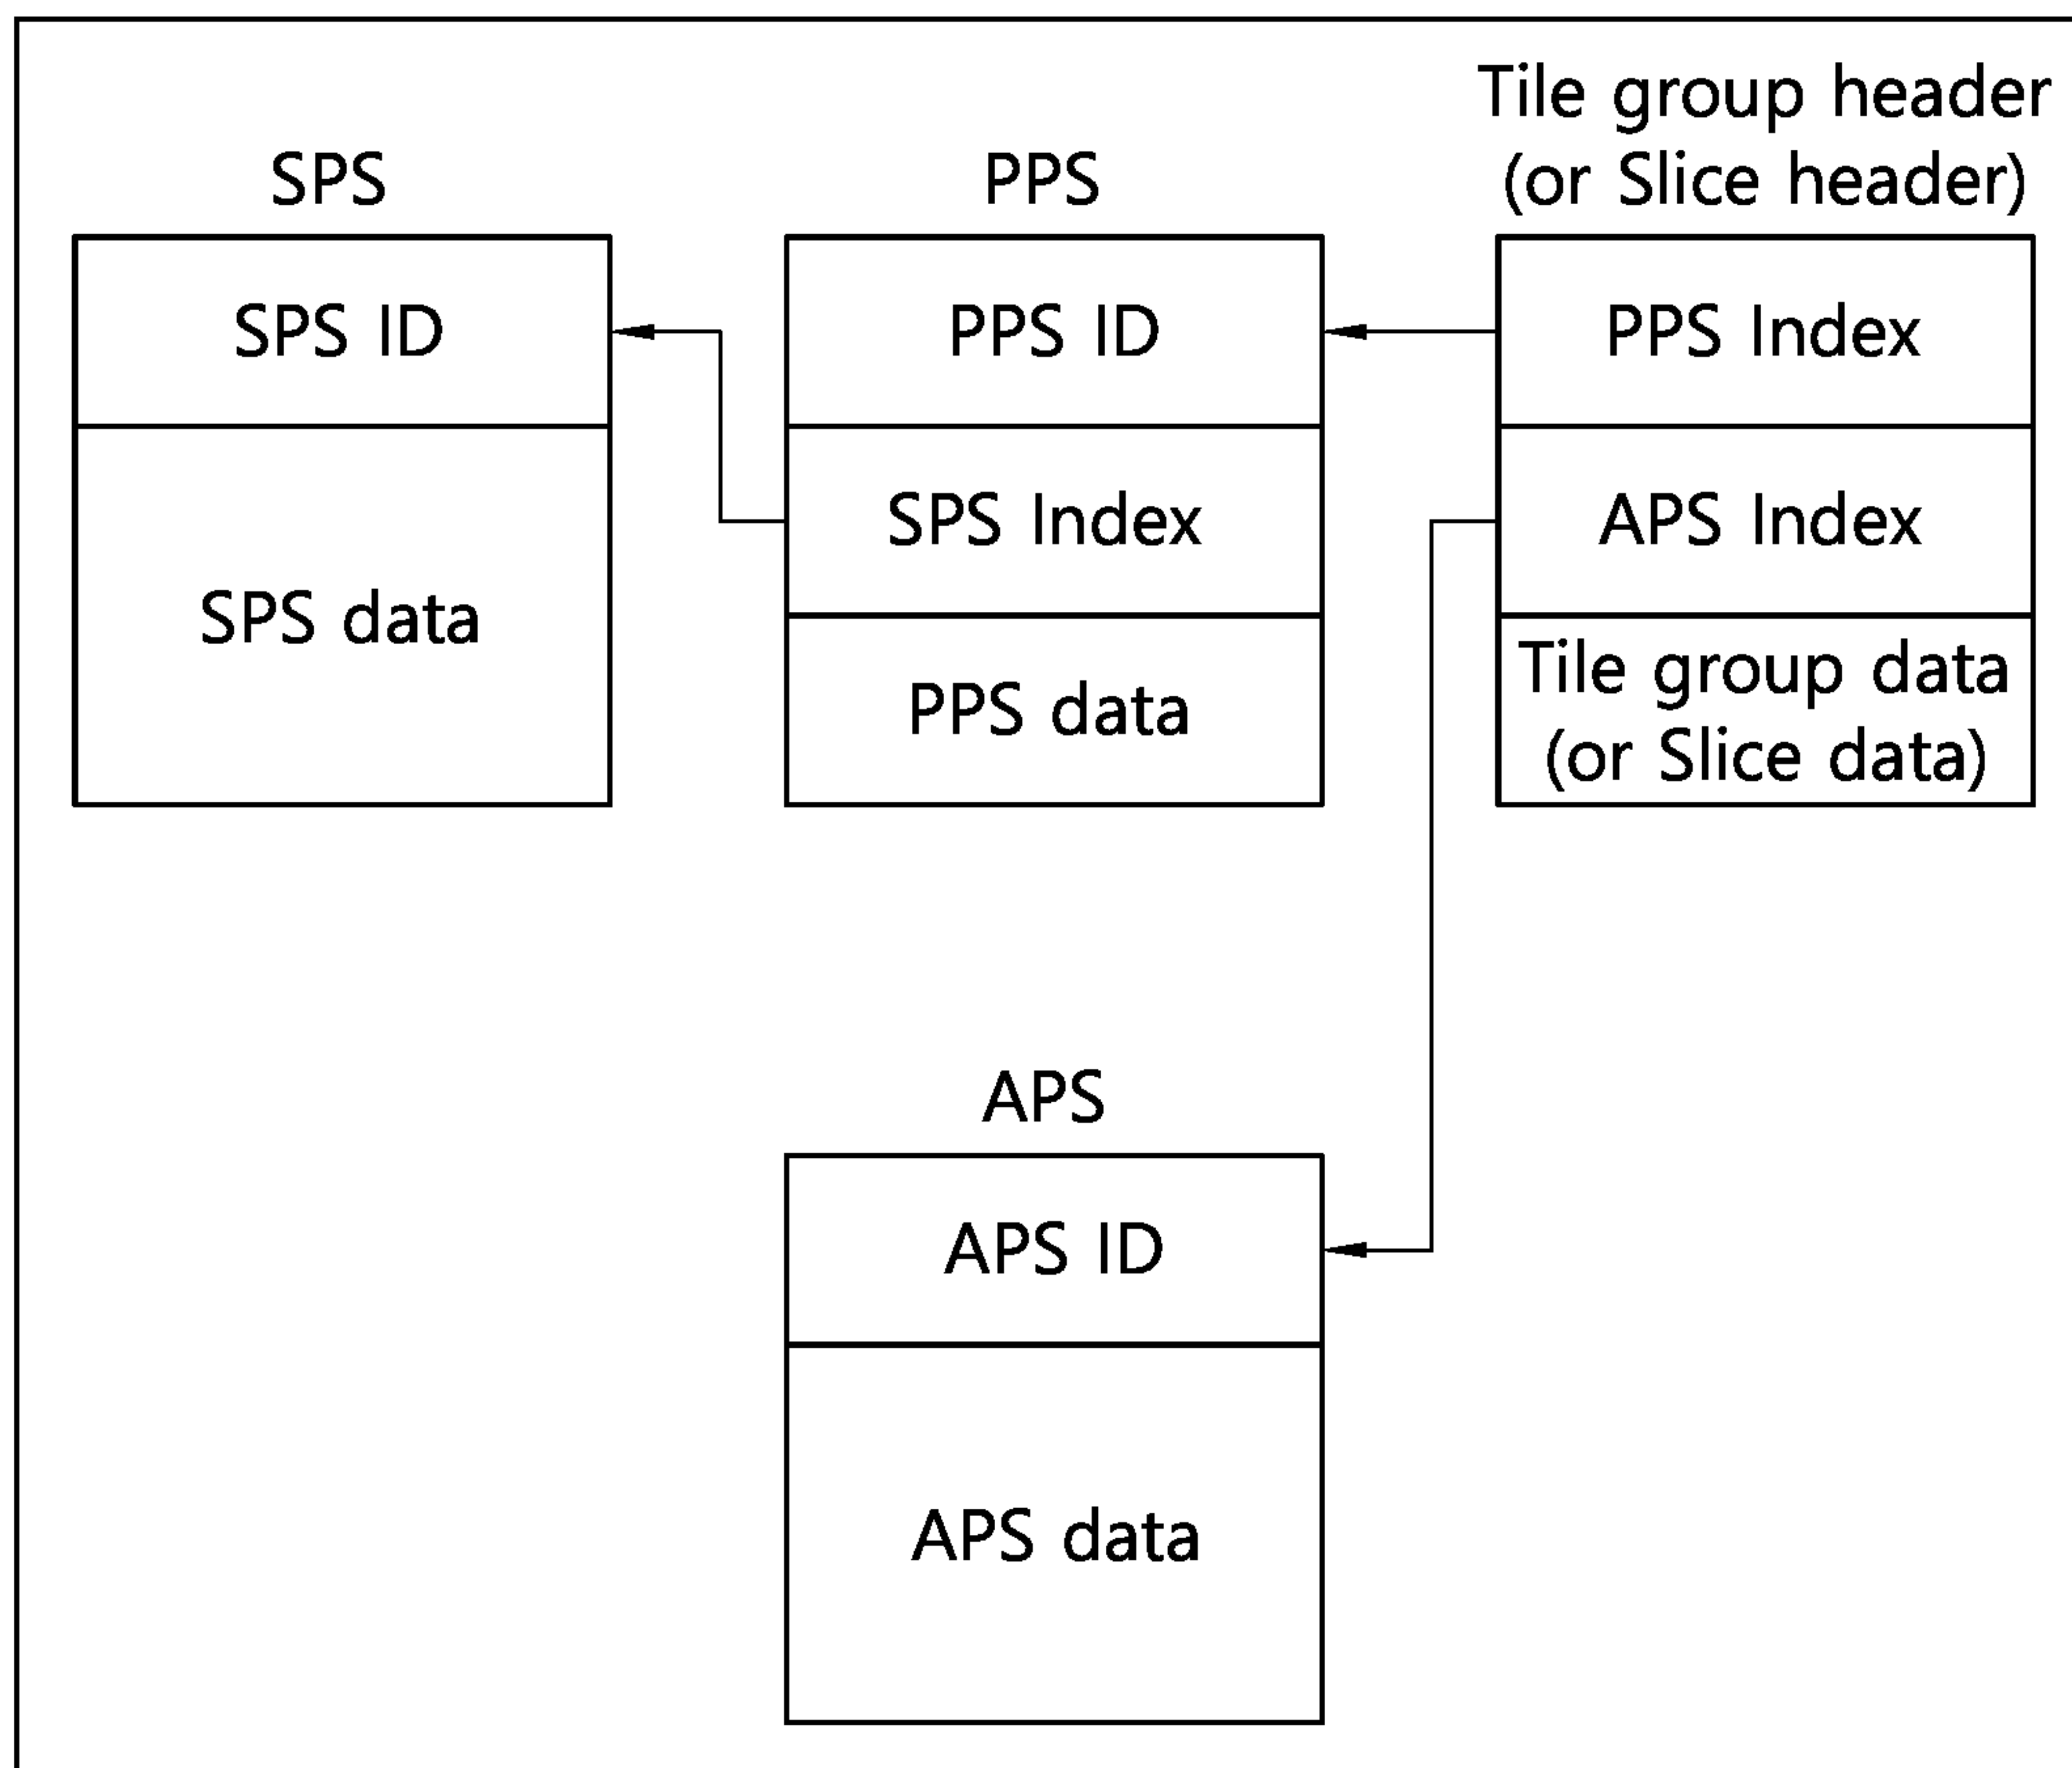 SPS
SPS ID
SPS data
PPS
PPS ID
SPS Index
PPS data
Tile group header
(or Slice header)
PPS Index
APS Index
Tile group data
(or Slice data)
APS
APS ID
APS data